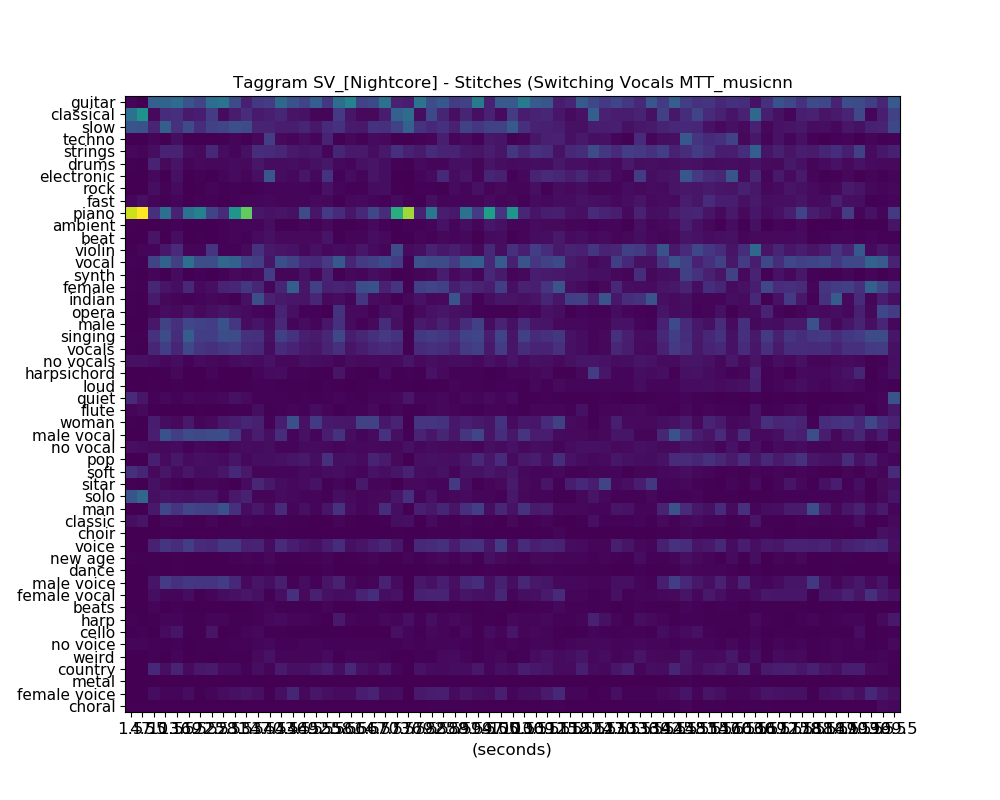 Taggram SV_[Nightcore] - Stitches (Switching Vocals MTT_musicnn
guitar
classical
slow
techno
strings
drums
electronic
rock
fast
piano
ambient
beat
violin
vocal
synth
female
indian
opera
male
singing
vocals
no vocals
harpsichord
loud
quiet
flute
woman
male vocal
no vocal
pop
soft
sitar
solo
man
classic
choir
voice
new age
dance
male voice
female vocal
beats
harp
cello
no voice
weird
country
metal
female voice
choral
(seconds)